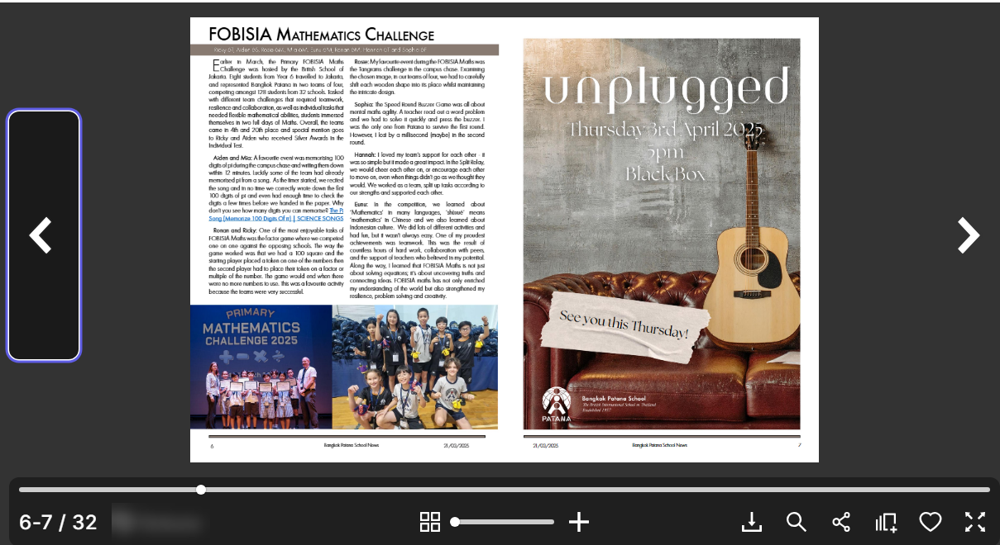 FOBISIA MATHEMATICS CHALLENGE
Earlier in March, the Primary FOBISIA Maths
Challenge was hosted by the British School of
Jakarta. Eight students from Year 6 travelled to Jakarta,
and represented Bangkok Patana in two teams of four,
competing amongst 128 students from 32 schools. Tasked
with different team challenges that required teamwork,
resilience and collaboration, as well as individual tasks that
needed flexible mathematical abilities, students immersed
themselves in two full days of Maths. Overall, the teams
came in 4th and 20th place and special mention goes
to Ricky and Aiden who received Silver Awards in the
Individual Test.
Aiden and Mia: A favourite event was memorising 100
digits of pi during the campus chase and writing them down
within 12 minutes. Luckily some of the team had already
memorised pi from a song. As the timer started, we recited
the song and in no time we correctly wrote down the first
100 digits of pi and even had enough time to check the
digits a few times before we handed in the paper. Why
don't you see how many digits you can memorise? The Pi
Song (Memorize 100 Digits Of π) | SCIENCE SONGS
Ronan and Ricky: One of the most enjoyable tasks of
FOBISIA Maths was the factor game where we competed
one on one against the opposing schools. The way the
game worked was that we had a 100 square and the
starting player placed a token on one of the numbers then
the second player had to place their token on a factor or
multiple of the number. The game would end when there
were no more numbers to use. This was a favourite activity
because the teams were very successful.
Rosie: My favourite event during the FOBISIA Maths was
the Tangrams challenge in the campus chase. Examining
the chosen image, in our teams of four, we had to carefully
shift each wooden shape into its place whilst maintaining
the intricate design.
Sophia: The Speed Round Buzzer Game was all about
mental maths agility. A teacher read out a word problem
and we had to solve it quickly and press the buzzer. I
was the only one from Patana to survive the first round.
However, I lost by a millisecond (maybe) in the second
round.
Hannah: I loved my team's support for each other - it
was so simple but it made a great impact. In the Split Relay,
we would cheer each other on, or encourage each other
to move on, even when things didn't go as we thought they
would. We worked as a team, split up tasks according to
our strengths and supported each other.
Eunu: In the competition, we learned about
'Mathematics' in many languages, 'shùxué' means
'mathematics' in Chinese and we also learned about
Indonesian culture. We did lots of different activities and
had fun, but it wasn't always easy. One of my proudest
achievements was teamwork. This was the result of
countless hours of hard work, collaboration with peers,
and the support of teachers who believed in my potential.
Along the way, I learned that FOBISIA Maths is not just
about solving equations; it's about uncovering truths and
connecting ideas. FOBISIA maths has not only enriched
my understanding of the world but also strengthened my
resilience, problem solving and creativity.
PRIMARY
MATHEMATICS
CHALLENGE 2025
6 Bangkok Patana School News 21/03/2025
unplugged
Thursday 3rd April 2025
5pm
Black Box
See you this Thursday!
PATANA
Bangkok Patana School
The British International School in Thailand
Established 1957
21/03/2025 Bangkok Patana School News 7
6-7 / 32